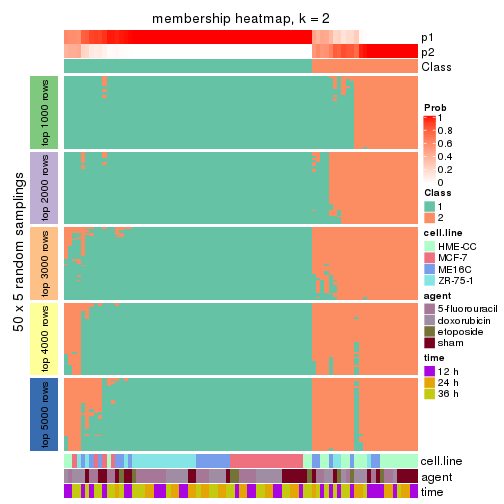 membership heatmap, k = 2
p1
p2
Class
50 x 5 random samplings
top 1000 rows
top 2000 rows
top 3000 rows
top 4000 rows
top 5000 rows
cell.line
agent
time
Prob
1
0.8
0.6
0.4
0.2
0
Class
1
2
cell.line
HME-CC
MCF-7
ME16C
ZR-75-1
agent
5-fluorouracil
doxorubicin
etoposide
sham
time
12 h
24 h
36 h